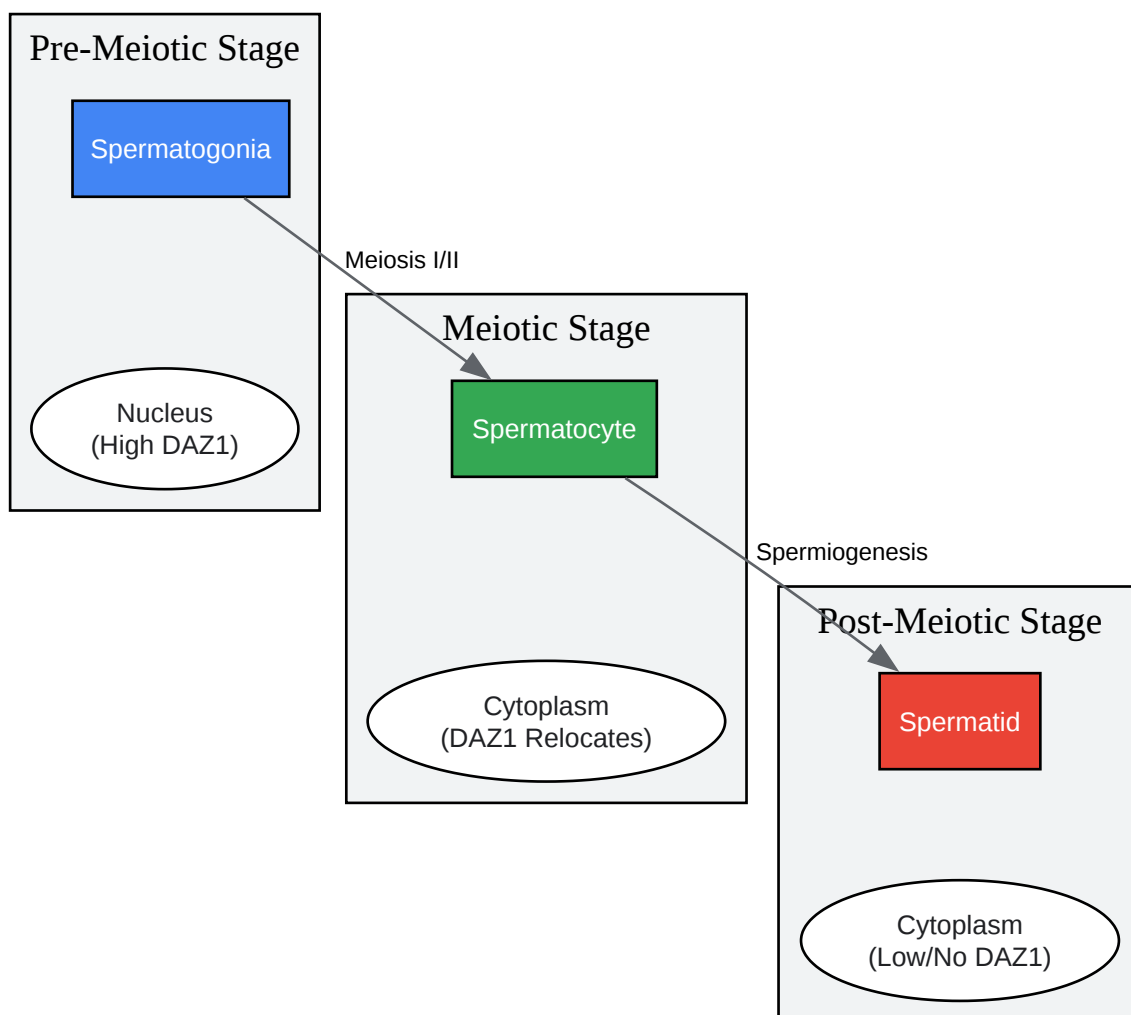 Pre-Meiotic Stage
Spermatogonia
Meiosis I/II
Nucleus
(High DAZ1)
Meiotic Stage
Spermatocyte
Spermiogenesis
Cytoplasm
(DAZ1 Relocates)
Post-Meiotic Stage
Spermatid
Cytoplasm
(Low/No DAZ1)